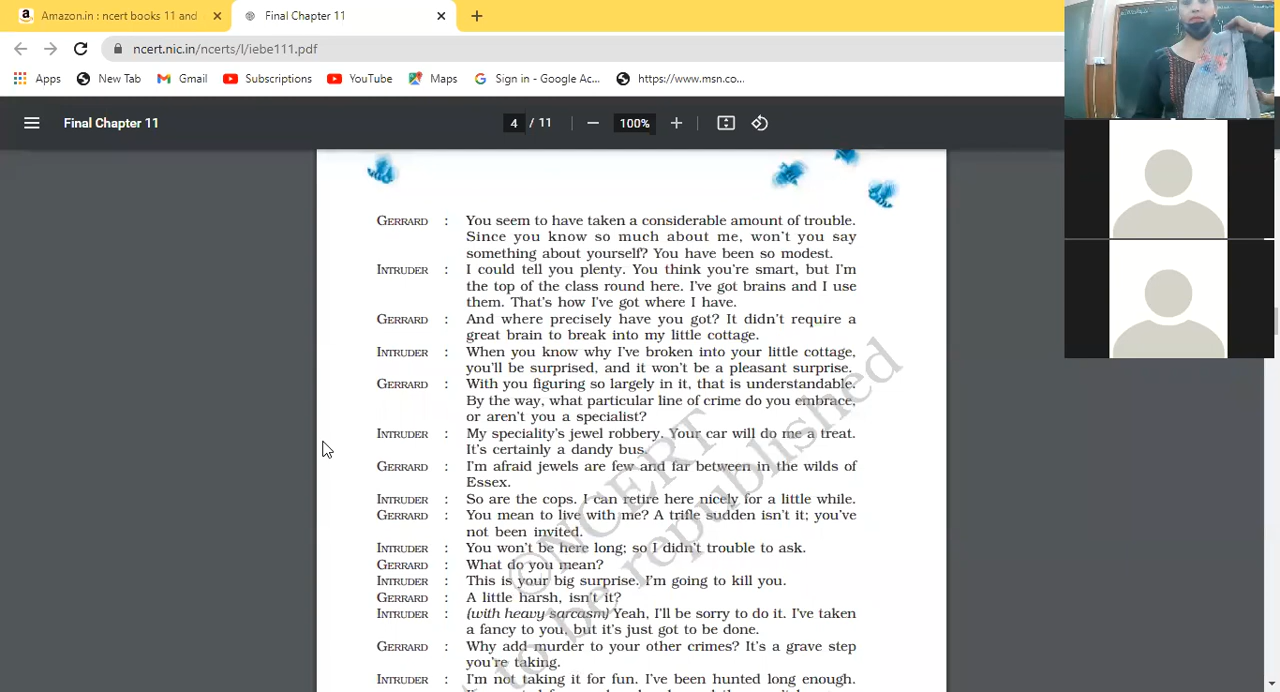 Amazon.in : ncert books 11 and
Final Chapter 11
ncert.nic.in/ncerts/l/iebe111.pdf
Apps New Tab Gmail Subscriptions YouTube Maps Sign in - Google Ac... https://www.msn.co...
Final Chapter 11 4 / 11 100%
GERRARD : You seem to have taken a considerable amount of trouble.
Since you know so much about me, won't you say
something about yourself? You have been so modest.
INTRUDER : I could tell you plenty. You think you're smart, but I'm
the top of the class round here. I've got brains and I use
them. That's how I've got where I have.
GERRARD : And where precisely have you got? It didn't require a
great brain to break into my little cottage.
INTRUDER : When you know why I've broken into your little cottage,
you'll be surprised, and it won't be a pleasant surprise.
GERRARD : With you figuring so largely in it, that is understandable.
By the way, what particular line of crime do you embrace,
or aren't you a specialist?
INTRUDER : My speciality's jewel robbery. Your car will do me a treat.
It's certainly a dandy bus.
GERRARD : I'm afraid jewels are few and far between in the wilds of
Essex.
INTRUDER : So are the cops. I can retire here nicely for a little while.
GERRARD : You mean to live with me? A trifle sudden isn't it; you've
not been invited.
INTRUDER : You won't be here long; so I didn't trouble to ask.
GERRARD : What do you mean?
INTRUDER : This is your big surprise. I'm going to kill you.
GERRARD : A little harsh, isn't it?
INTRUDER : (with heavy sarcasm) Yeah, I'll be sorry to do it. I've taken
a fancy to you, but it's just got to be done.
GERRARD : Why add murder to your other crimes? It's a grave step
you're taking.
INTRUDER : I'm not taking it for fun. I've been hunted long enough.
©NCERT
to be republished